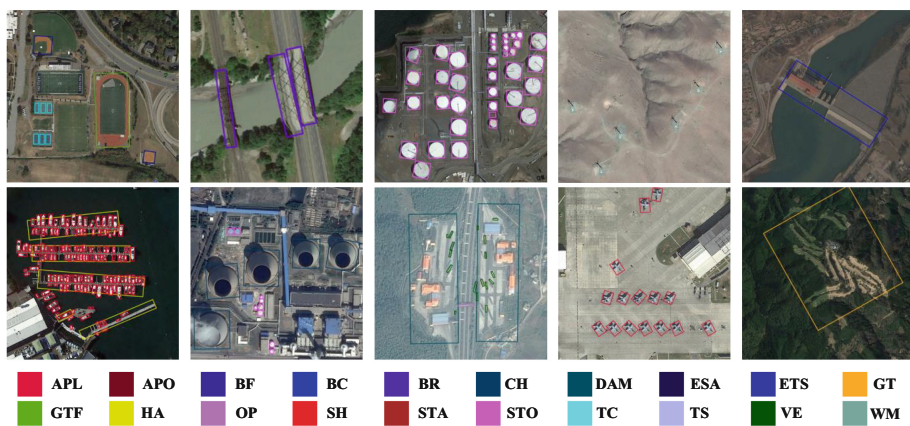 APL APO BF BC BR CH DAM ESA ETS GT
GTF HA OP SH STA STO TC TS VE WM